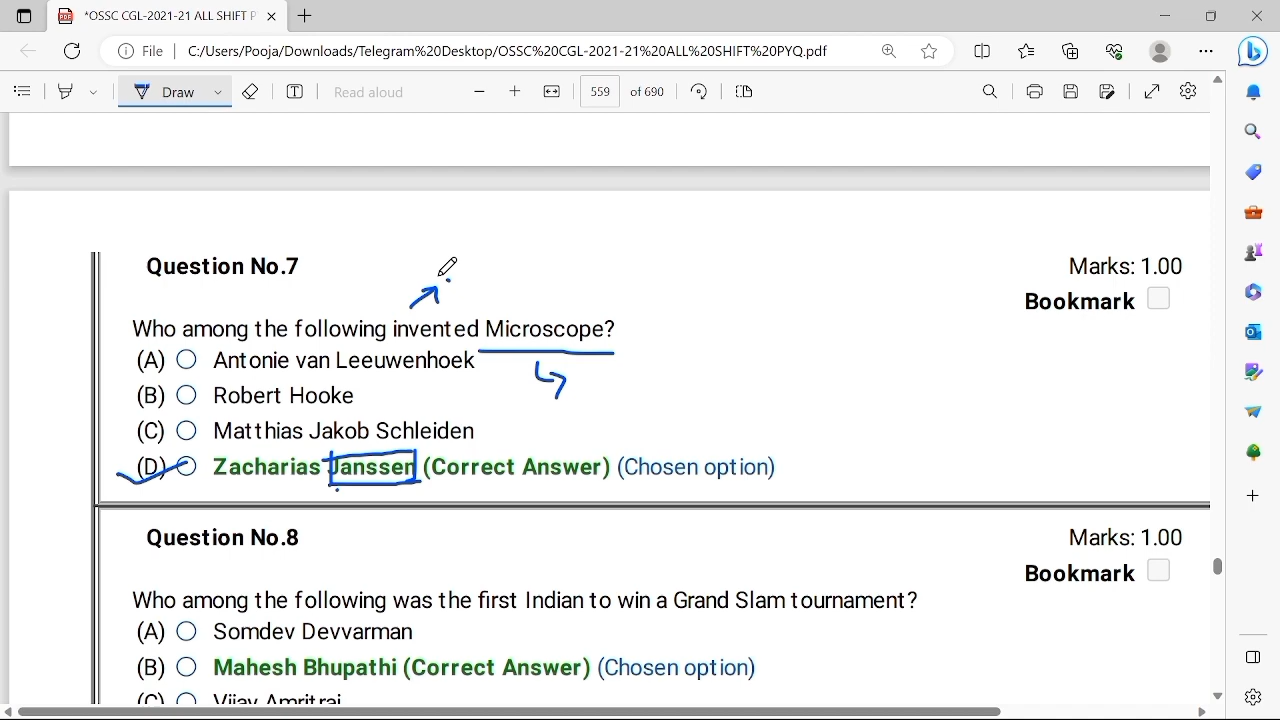 *OSSC CGL-2021-21 ALL SHIFT P
File | C:/Users/Pooja/Downloads/Telegram%20Desktop/OSSC%20CGL-2021-21%20ALL%20SHIFT%20PYQ.pdf
Draw
Read aloud
559 of 690
Question No.7 Marks: 1.00
Bookmark
Who among the following invented Microscope?
(A) Antonie van Leeuwenhoek
(B) Robert Hooke
(C) Matthias Jakob Schleiden
(D) Zacharias Janssen (Correct Answer) (Chosen option)
Question No.8 Marks: 1.00
Bookmark
Who among the following was the first Indian to win a Grand Slam tournament?
(A) Somdev Devvarman
(B) Mahesh Bhupathi (Correct Answer) (Chosen option)
(C) Vijay Amritraj